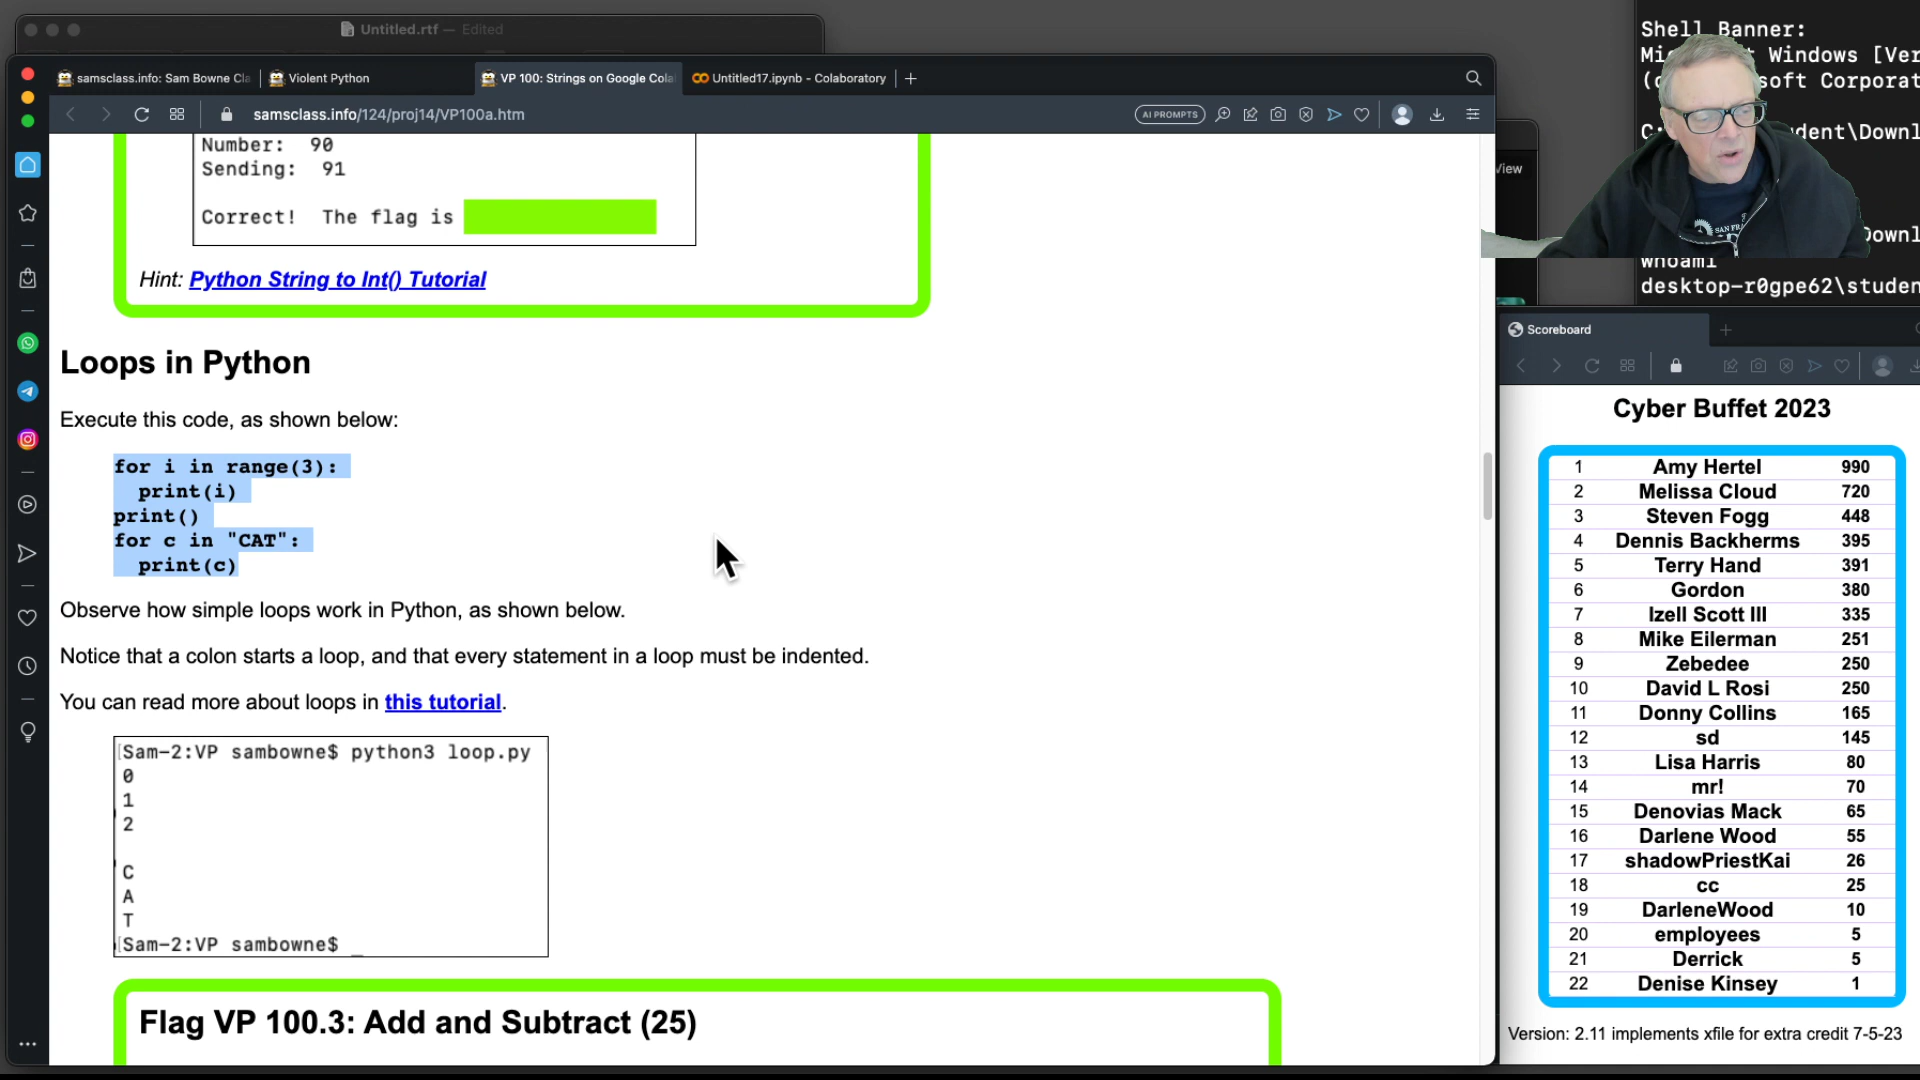 Untitled.rtf — Edited
samsclass.info: Sam Bowne Cla
Violent Python
VP 100: Strings on Google Cola
Untitled17.ipynb - Colaboratory
samsclass.info/124/proj14/VP100a.htm
AI PROMPTS
Number: 90
Sending: 91
Correct! The flag is
Hint: Python String to Int() Tutorial
Loops in Python
Execute this code, as shown below:
for i in range(3):
print(i)
print()
for c in "CAT":
print(c)
Observe how simple loops work in Python, as shown below.
Notice that a colon starts a loop, and that every statement in a loop must be indented.
You can read more about loops in this tutorial.
[Sam-2:VP sambowne$ python3 loop.py
0
1
2
C
A
T
[Sam-2:VP sambowne$ _
Flag VP 100.3: Add and Subtract (25)
Shell Banner:
Windows [Ver
soft Corporat
dent\Downl
View
SAN FRA
Downl
whoami
desktop-r0gpe62\studen
Scoreboard
Cyber Buffet 2023
1 Amy Hertel 990
2 Melissa Cloud 720
3 Steven Fogg 448
4 Dennis Backherms 395
5 Terry Hand 391
6 Gordon 380
7 Izell Scott III 335
8 Mike Eilerman 251
9 Zebedee 250
10 David L Rosi 250
11 Donny Collins 165
12 sd 145
13 Lisa Harris 80
14 mr! 70
15 Denovias Mack 65
16 Darlene Wood 55
17 shadowPriestKai 26
18 cc 25
19 DarleneWood 10
20 employees 5
21 Derrick 5
22 Denise Kinsey 1
Version: 2.11 implements xfile for extra credit 7-5-23